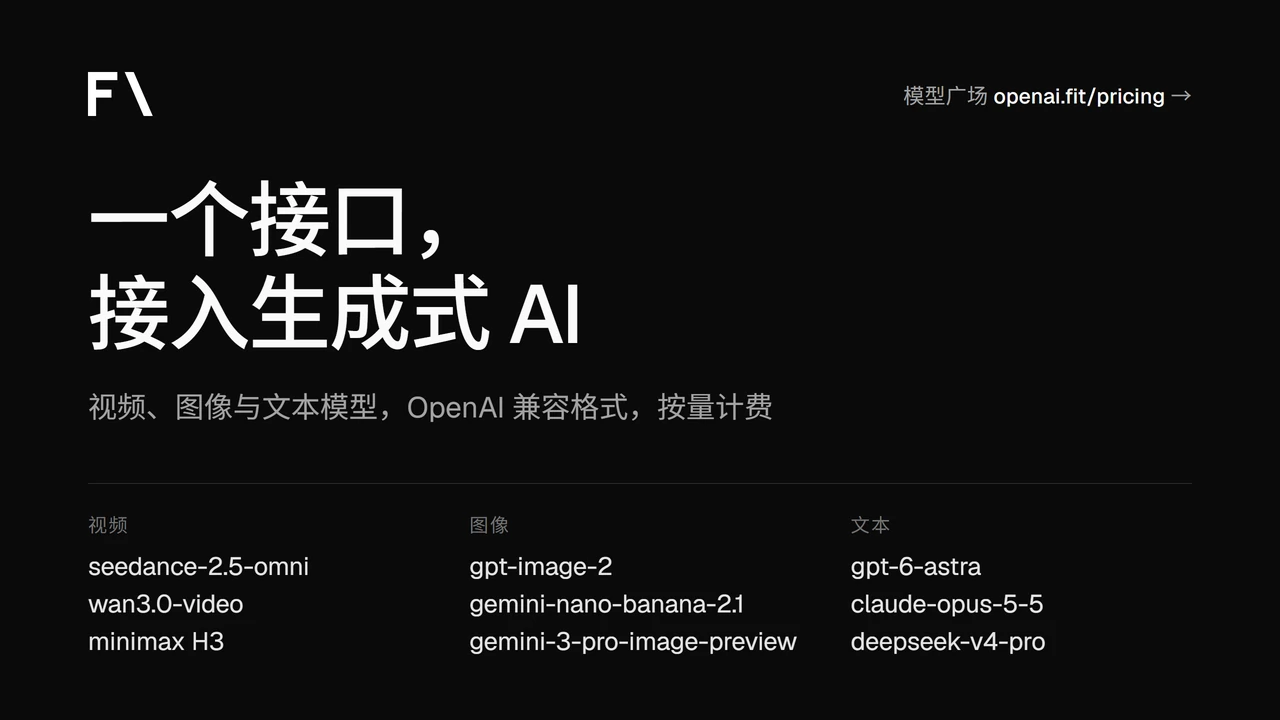 F\
模型广场 openai.fit/pricing →
一个接口，
接入生成式 AI
视频、图像与文本模型，OpenAI 兼容格式，按量计费
视频
seedance-2.5-omni
wan3.0-video
minimax H3
图像
gpt-image-2
gemini-nano-banana-2.1
gemini-3-pro-image-preview
文本
gpt-6-astra
claude-opus-5-5
deepseek-v4-pro